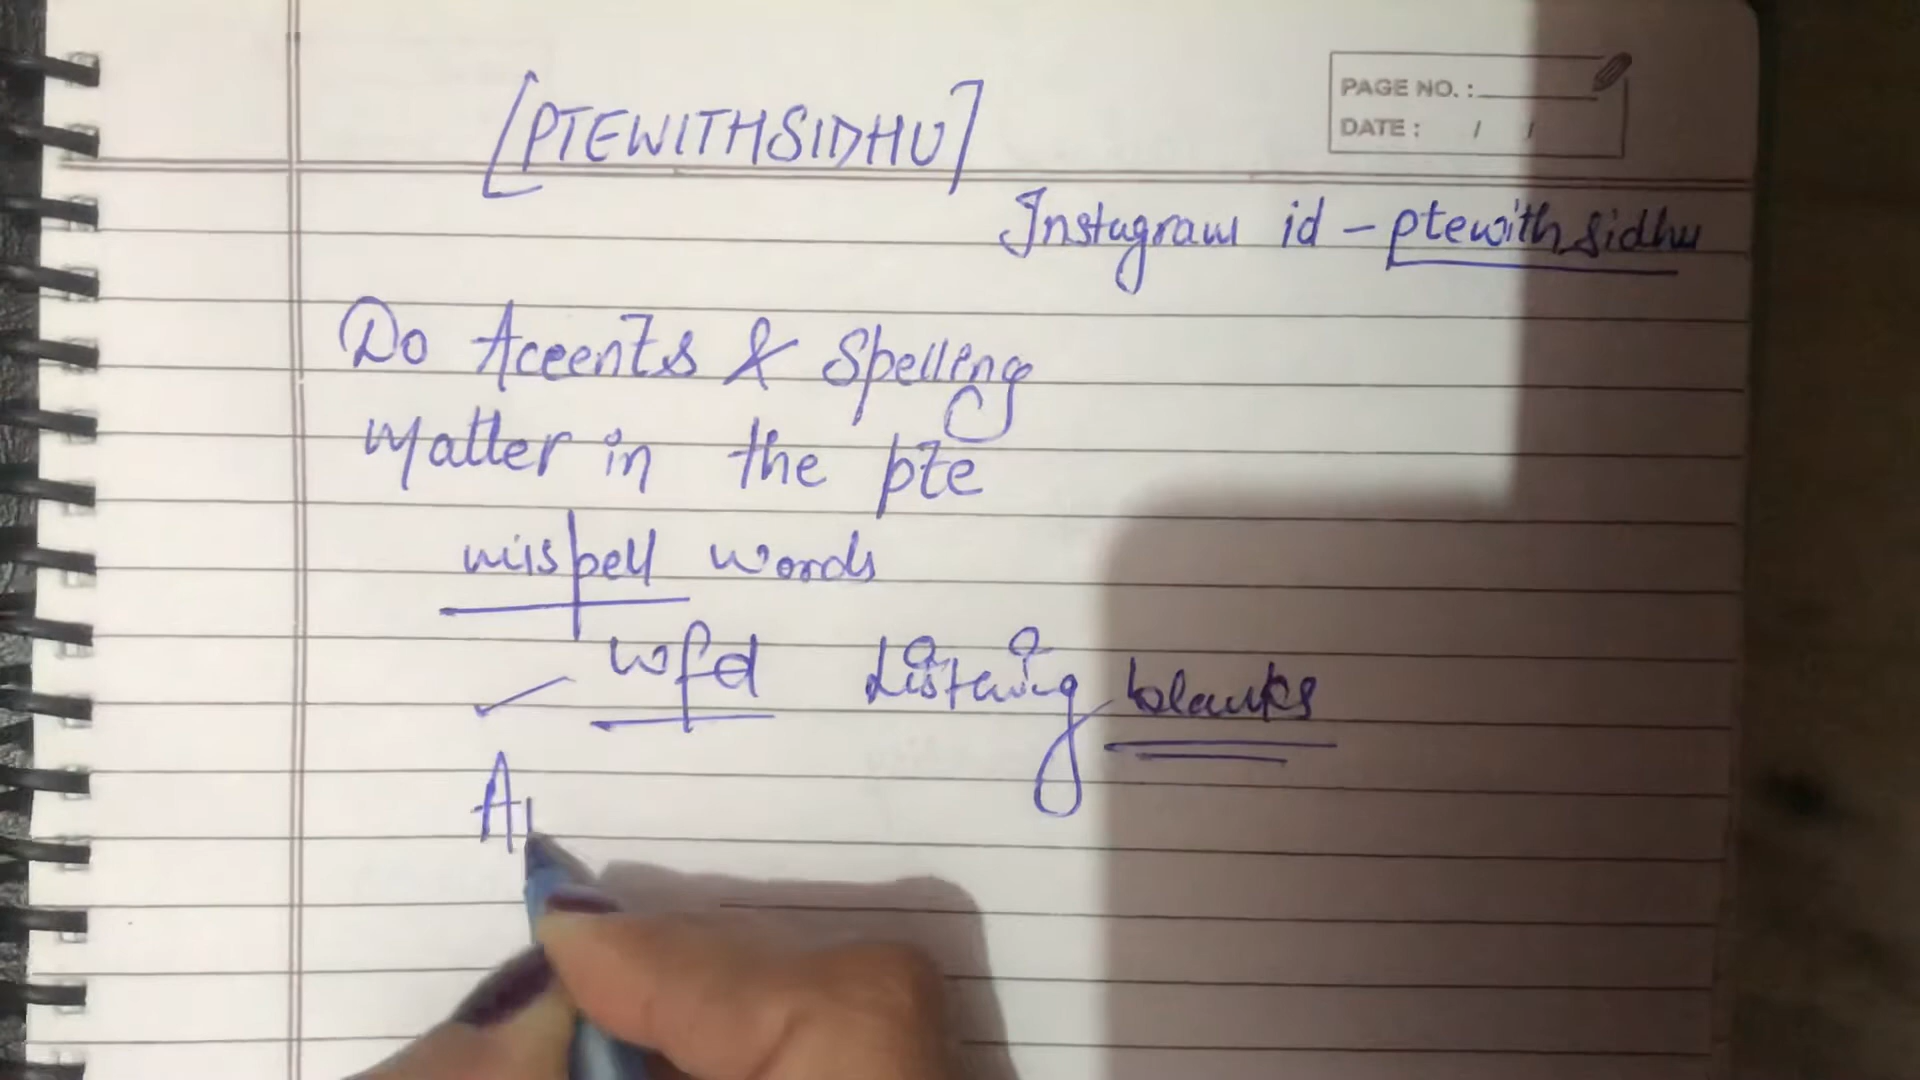 [PTEWITHSIDHU]
PAGE NO. :
DATE : / /
Instagram id - ptewithsidhu
Do Accents & Spelling
Matter in the pte
misspell words
wfd Listening blanks
A